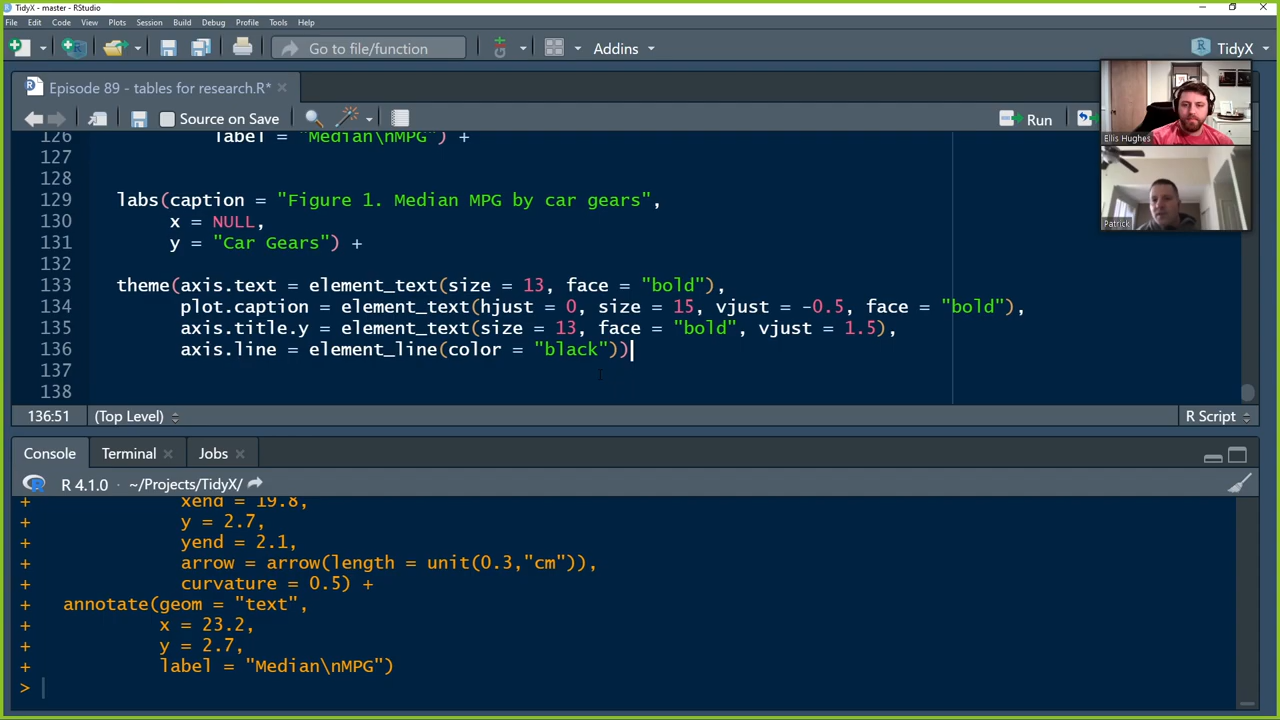 TidyX - master - RStudio
File Edit Code View Plots Session Build Debug Profile Tools Help
Go to file/function Addins TidyX
Episode 89 - tables for research.R*
Source on Save Run
126 label = "Median\nMPG") +
127
128
129 labs(caption = "Figure 1. Median MPG by car gears",
130 x = NULL,
131 y = "Car Gears") +
132
133 theme(axis.text = element_text(size = 13, face = "bold"),
134 plot.caption = element_text(hjust = 0, size = 15, vjust = -0.5, face = "bold"),
135 axis.title.y = element_text(size = 13, face = "bold", vjust = 1.5),
136 axis.line = element_line(color = "black"))
137
138
136:51 (Top Level) R Script
Console Terminal Jobs
R 4.1.0 · ~/Projects/TidyX/
+ xend = 19.8,
+ y = 2.7,
+ yend = 2.1,
+ arrow = arrow(length = unit(0.3,"cm")),
+ curvature = 0.5) +
+ annotate(geom = "text",
+ x = 23.2,
+ y = 2.7,
+ label = "Median\nMPG")
>
Ellis Hughes
Patrick